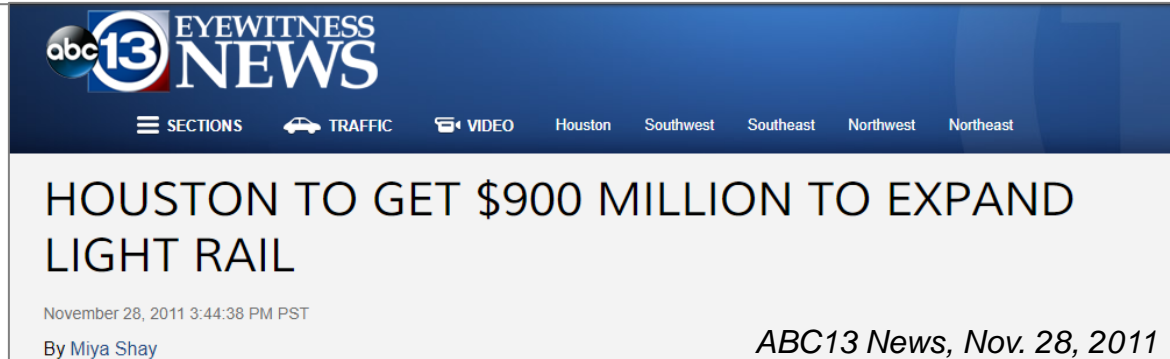 abc 13 EYEWITNESS
NEWS
SECTIONS TRAFFIC VIDEO Houston Southwest Southeast Northwest Northeast
HOUSTON TO GET $900 MILLION TO EXPAND
LIGHT RAIL
November 28, 2011 3:44:38 PM PST
By Miya Shay
ABC13 News, Nov. 28, 2011